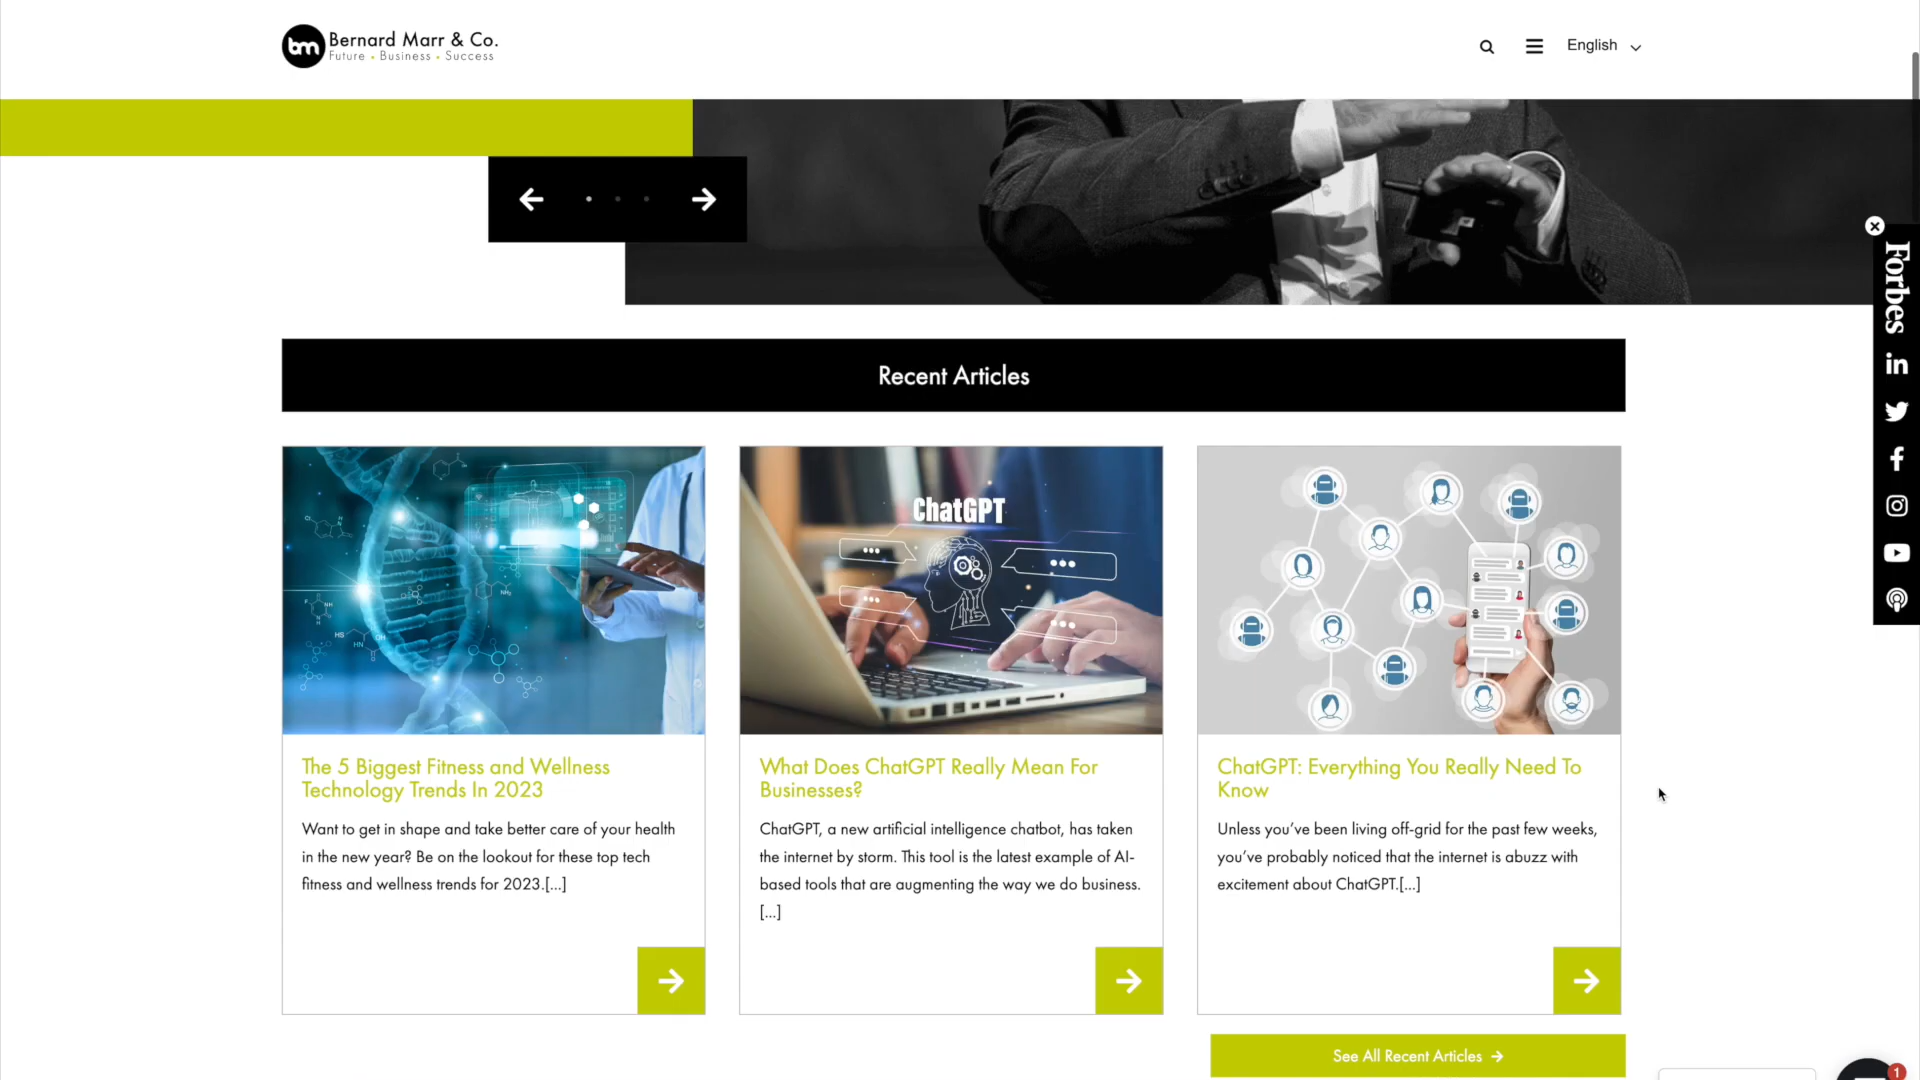 bm
Bernard Marr & Co.
Future • Business • Success
English
Forbes
Recent Articles
ChatGPT
The 5 Biggest Fitness and Wellness
Technology Trends In 2023
Want to get in shape and take better care of your health
in the new year? Be on the lookout for these top tech
fitness and wellness trends for 2023.[...]
What Does ChatGPT Really Mean For
Businesses?
ChatGPT, a new artificial intelligence chatbot, has taken
the internet by storm. This tool is the latest example of AI-
based tools that are augmenting the way we do business.
[...]
ChatGPT: Everything You Really Need To
Know
Unless you’ve been living off-grid for the past few weeks,
you’ve probably noticed that the internet is abuzz with
excitement about ChatGPT.[...]
See All Recent Articles
1